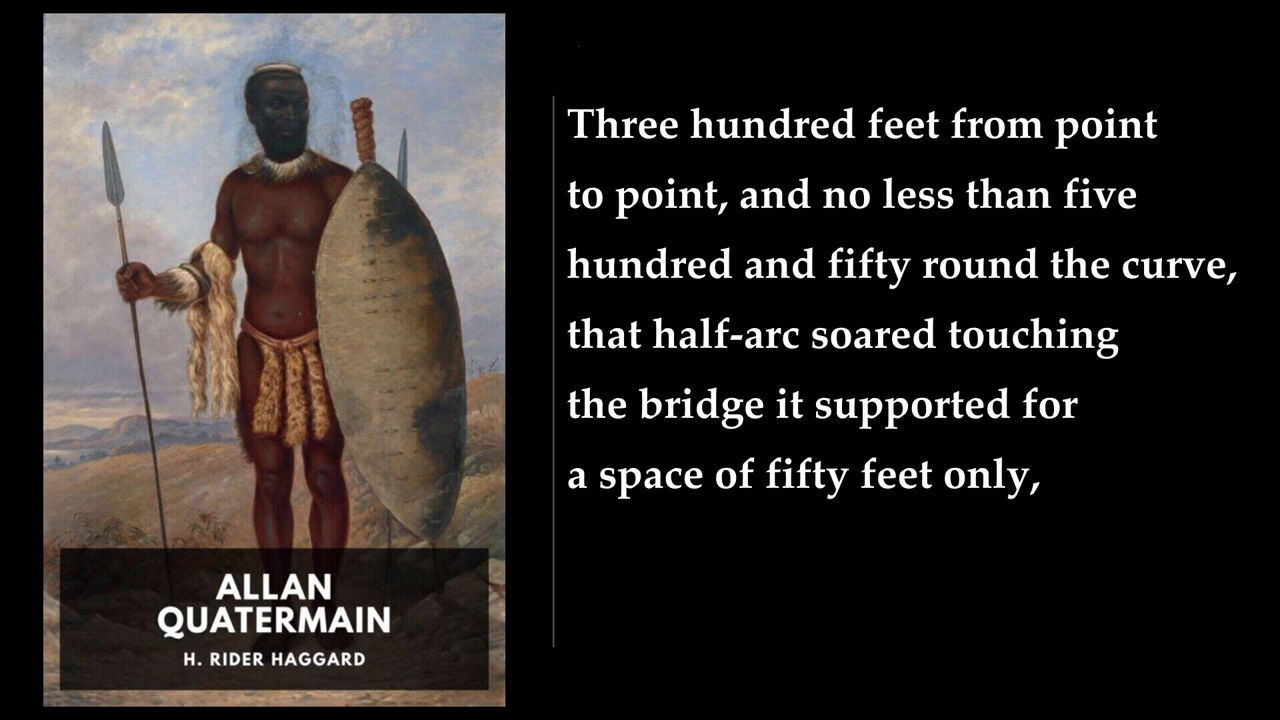 Three hundred feet from point
to point, and no less than five
hundred and fifty round the curve,
that half-arc soared touching
the bridge it supported for
a space of fifty feet only,
ALLAN
QUATERMAIN
H. RIDER HAGGARD